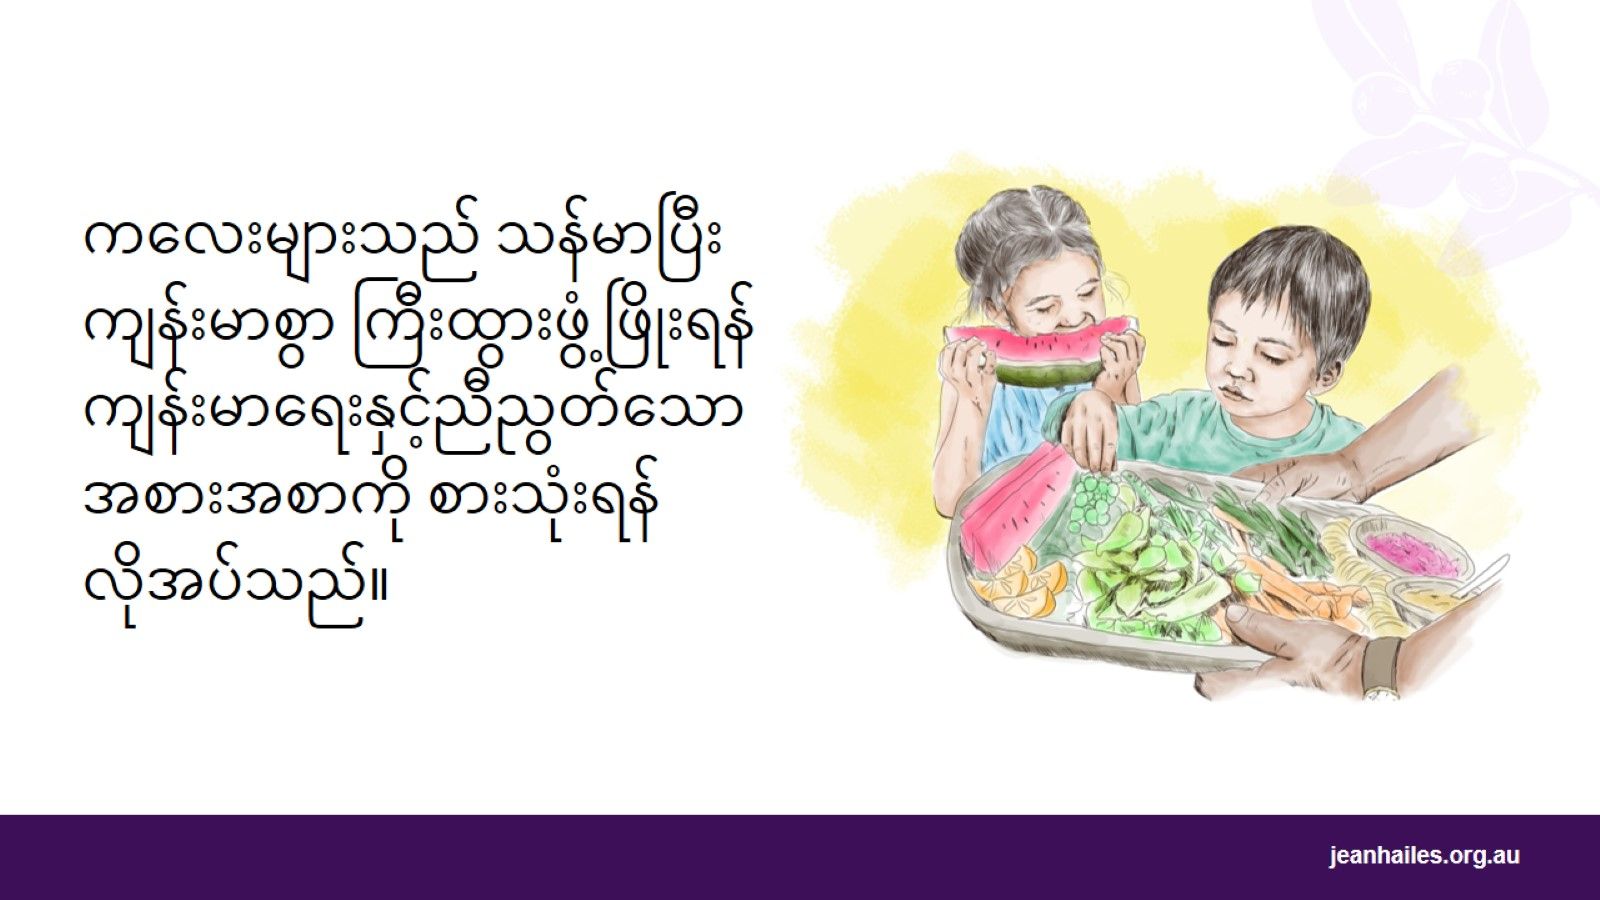 ကလေးများသည် သန်မာပြီး
ကျန်းမာစွာ ကြီးထွားဖွံ့ဖြိုးရန်
ကျန်းမာရေးနှင့်ညီညွတ်သော
အစားအစာကို စားသုံးရန်
လိုအပ်သည်။
jeanhailes.org.au